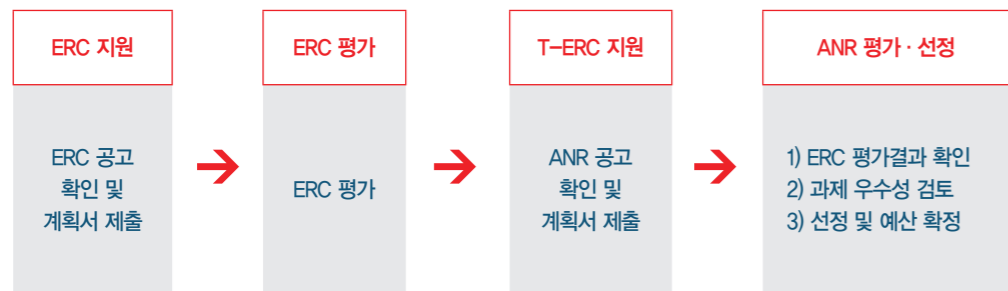 ERC 지원
ERC 공고
확인 및
계획서 제출
ERC 평가
ERC 평가
T-ERC 지원
ANR 공고
확인 및
계획서 제출
ANR 평가·선정
1) ERC 평가결과 확인
2) 과제 우수성 검토
3) 선정 및 예산 확정